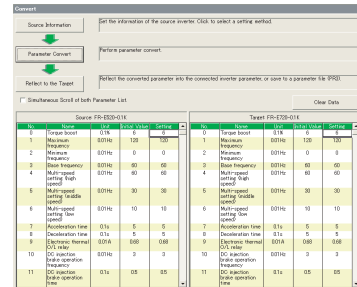 Convert
Source Information
Set the information of the source inverter. Click to select a setting method.
Parameter Convert
Perform parameter convert.
Reflect to the Target
Reflect the converted parameter into the connected inverter parameter, or save to a parameter file (PRD).
Simultaneous Scroll of both Parameter List
Clear Data
Source FR-E520-0.1K
No. Name Unit Initial Value Setting
0 Torque boost 0.1% 6 6
1 Maximum frequency 0.01Hz 120 120
2 Minimum frequency 0.01Hz 0 0
3 Base frequency 0.01Hz 60 60
4 Multi-speed setting (high speed) 0.01Hz 60 60
5 Multi-speed setting (middle speed) 0.01Hz 30 30
6 Multi-speed setting (low speed) 0.01Hz 10 10
7 Acceleration time 0.1s 5 5
8 Deceleration time 0.1s 5 5
9 Electronic thermal O/L relay 0.01A 0.68 0.68
10 DC injection brake operation frequency 0.01Hz 3 3
11 DC injection brake operation time 0.1s 0.5 0.5
Target FR-E720-0.1K
No. Name Unit Initial Value Setting
0 Torque boost 0.1% 6 6
1 Maximum frequency 0.01Hz 120 120
2 Minimum frequency 0.01Hz 0 0
3 Base frequency 0.01Hz 60 60
4 Multi-speed setting (high speed) 0.01Hz 60 60
5 Multi-speed setting (middle speed) 0.01Hz 30 30
6 Multi-speed setting (low speed) 0.01Hz 10 10
7 Acceleration time 0.1s 5 5
8 Deceleration time 0.1s 5 5
9 Electronic thermal O/L relay 0.01A 0.68 0.68
10 DC injection brake operation frequency 0.01Hz 3 3
11 DC injection brake operation time 0.1s 0.5 0.5